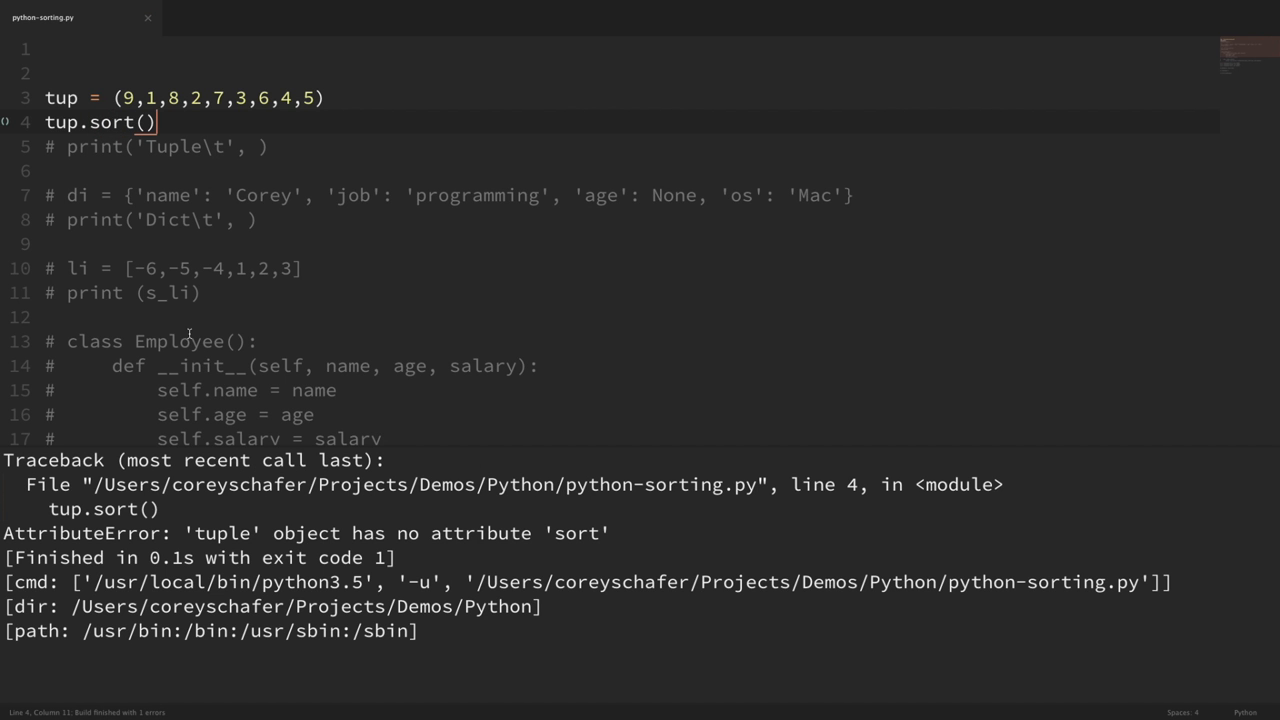 python-sorting.py ×
1
2
3 tup = (9,1,8,2,7,3,6,4,5)
() 4 tup.sort()
5 # print('Tuple\t', )
6
7 # di = {'name': 'Corey', 'job': 'programming', 'age': None, 'os': 'Mac'}
8 # print('Dict\t', )
9
10 # li = [-6,-5,-4,1,2,3]
11 # print (s_li)
12
13 # class Employee():
14 #     def __init__(self, name, age, salary):
15 #         self.name = name
16 #         self.age = age
17 #         self.salary = salary
Traceback (most recent call last):
  File "/Users/coreyschafer/Projects/Demos/Python/python-sorting.py", line 4, in <module>
    tup.sort()
AttributeError: 'tuple' object has no attribute 'sort'
[Finished in 0.1s with exit code 1]
[cmd: ['/usr/local/bin/python3.5', '-u', '/Users/coreyschafer/Projects/Demos/Python/python-sorting.py']]
[dir: /Users/coreyschafer/Projects/Demos/Python]
[path: /usr/bin:/bin:/usr/sbin:/sbin]
Line 4, Column 11: Build finished with 1 errors Spaces: 4 Python